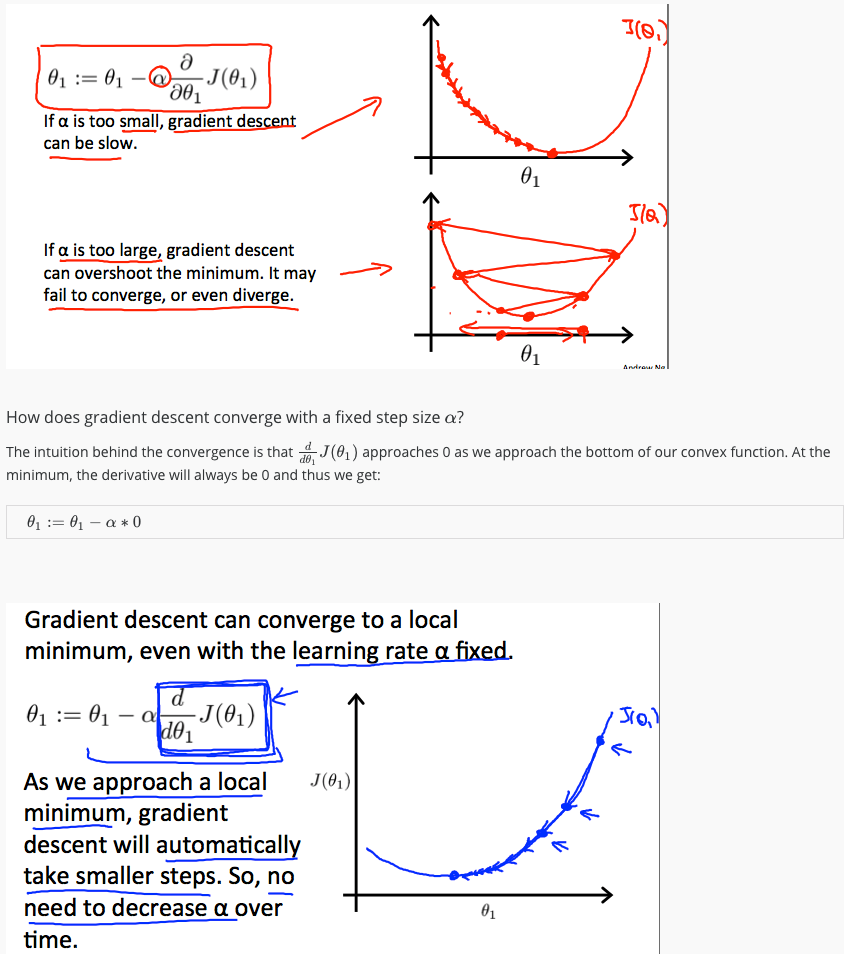 θ₁ := θ₁ − α ∂/∂θ₁ J(θ₁)
If α is too small, gradient descent
can be slow.
J(θ₁)
θ₁
If α is too large, gradient descent
can overshoot the minimum. It may
fail to converge, or even diverge.
J(θ₁)
θ₁
Andrew Ng
How does gradient descent converge with a fixed step size α?
The intuition behind the convergence is that d/dθ₁ J(θ₁) approaches 0 as we approach the bottom of our convex function. At the
minimum, the derivative will always be 0 and thus we get:
θ₁ := θ₁ − α ∗ 0
Gradient descent can converge to a local
minimum, even with the learning rate α fixed.
θ₁ := θ₁ − α d/dθ₁ J(θ₁)
As we approach a local
minimum, gradient
descent will automatically
take smaller steps. So, no
need to decrease α over
time.
J(θ₁)
J(θ₁)
θ₁